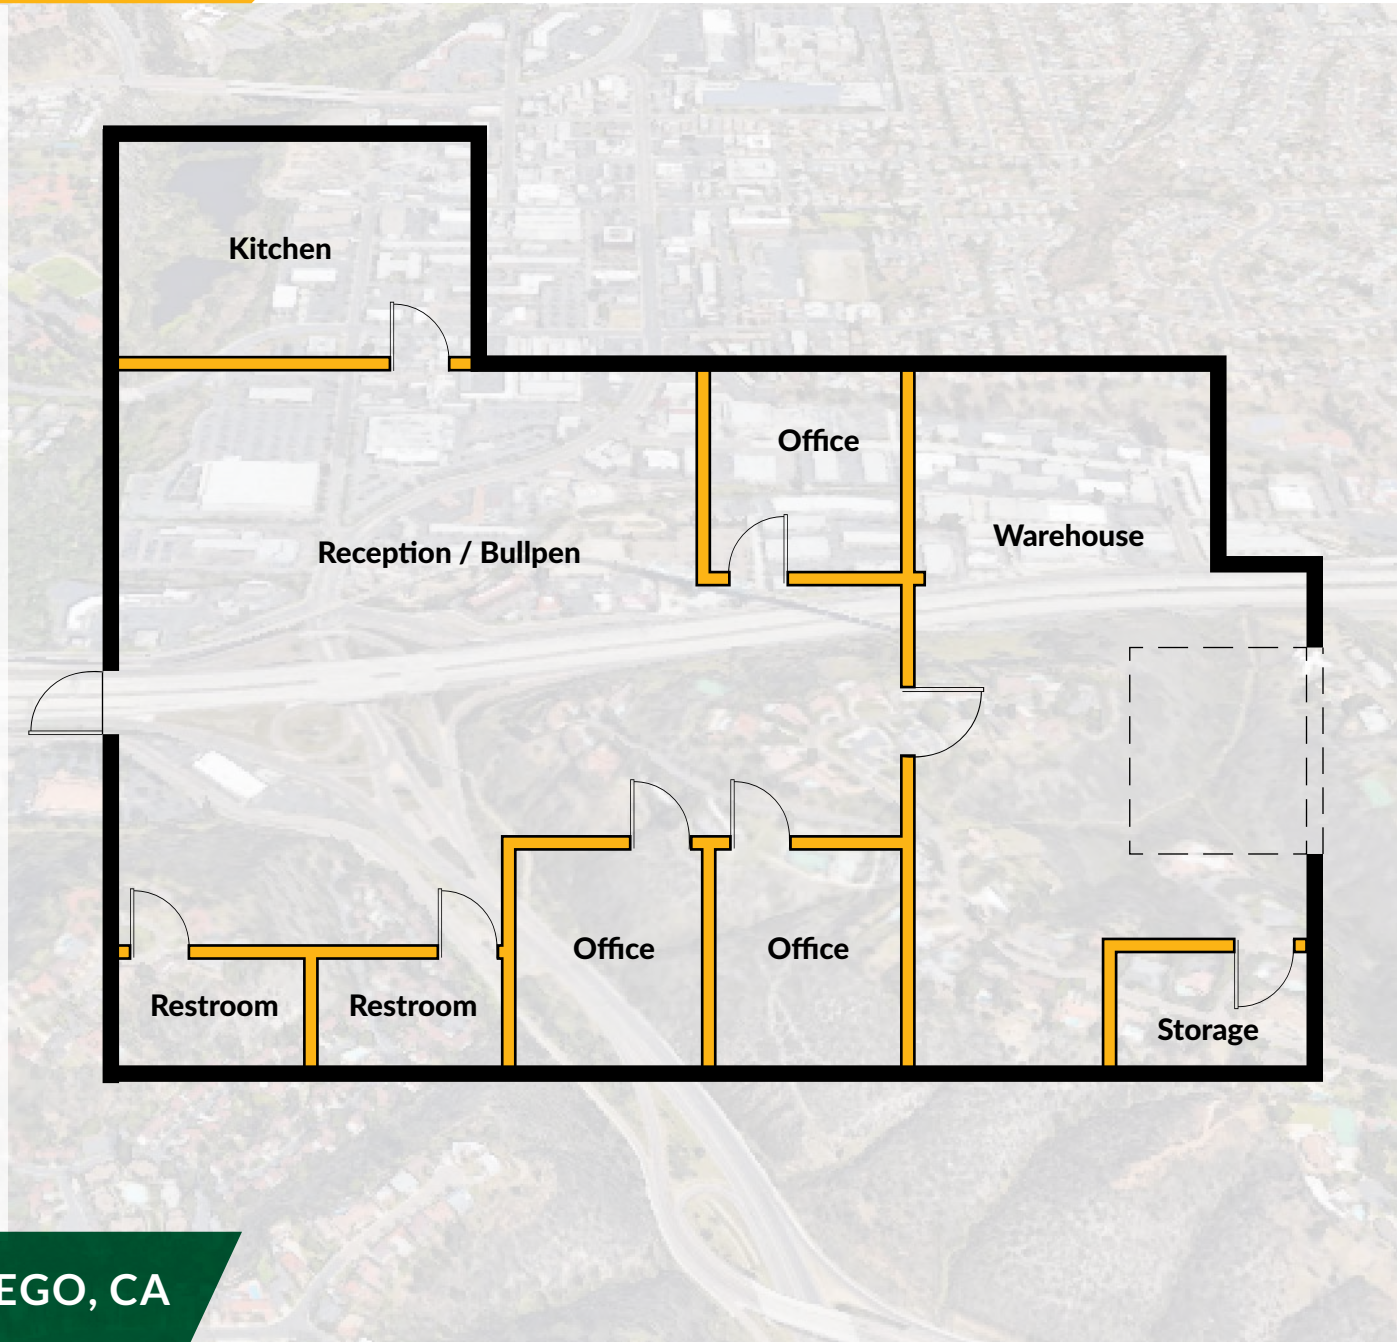 Kitchen
Office
Warehouse
Reception / Bullpen
Office
Office
Restroom
Restroom
Storage
EGO, CA